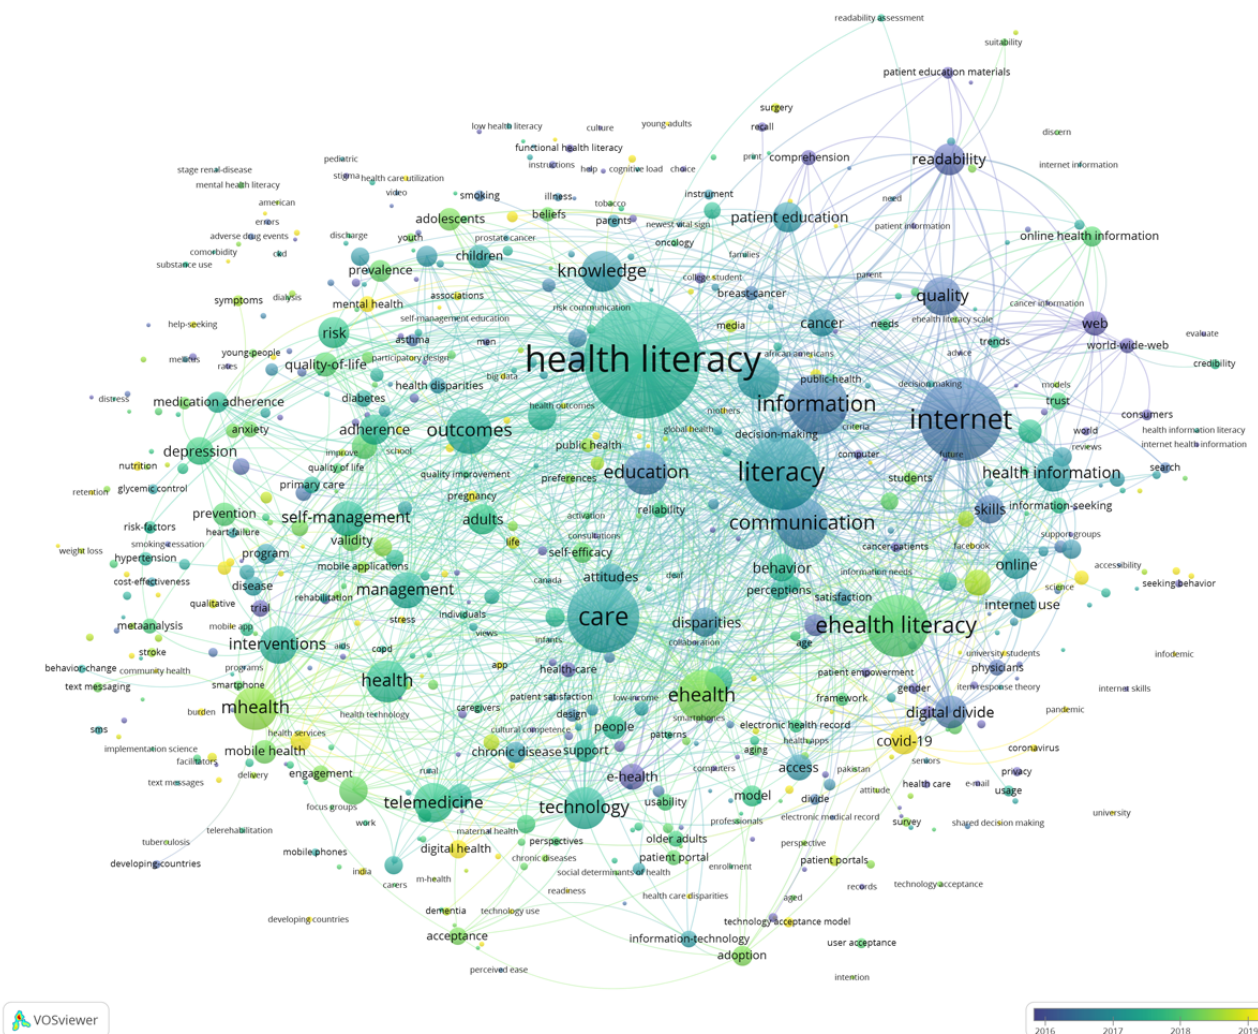 readability assessment
suitability
patient education materials
surgery
young-adults
culture
low health literacy
recall
discern
functional health literacy
pediatric
print
comprehension
readability
internet information
stage renal-disease
stigma
health care utilization
instructions
help
cognitive load
choice
mental health literacy
video
smoking
illness
instrument
need
american
tobacco
errors
adolescents
beliefs
parents
newest vital sign
patient education
patient information
adverse drug events
discharge
youth
prostate cancer
oncology
online health information
comorbidity
ckd
children
families
substance use
prevalence
knowledge
college student
parent
symptoms
dialysis
mental health
associations
breast-cancer
quality
cancer information
risk communication
help-seeking
risk
self-management education
media
cancer
needs
ehealth literacy scale
web
asthma
men
trends
evaluate
young-people
participatory design
health literacy
african americans
advice
world-wide-web
rates
quality-of-life
big data
public-health
decision making
models
credibility
distress
diabetes
health disparities
medication adherence
health outcomes
mothers
information
trust
consumers
anxiety
adherence
outcomes
global health
decision-making
criteria
internet
world
health information literacy
depression
improve
school
public health
computer
future
reviews
internet health information
nutrition
quality of life
quality improvement
education
literacy
health information
search
retention
glycemic control
primary care
preferences
students
pregnancy
prevention
self-management
adults
activation
reliability
communication
skills
information-seeking
risk-factors
heart-failure
smoking-cessation
validity
life
consultations
facebook
support groups
weight loss
hypertension
program
mobile applications
self-efficacy
cancer-patients
cost-effectiveness
disease
management
canada
attitudes
deaf
behavior
information needs
online
accessibility
science
seeking behavior
qualitative
trial
rehabilitation
perceptions
satisfaction
internet use
metaanalysis
mobile app
stress
individuals
care
disparities
ehealth literacy
stroke
interventions
aids
views
infants
collaboration
age
university students
infodemic
behavior-change
community health
programs
copd
app
health-care
physicians
text messaging
smartphone
health
patient empowerment
gender
item response theory
internet skills
mhealth
burden
caregivers
patient satisfaction
low-income
ehealth
framework
health technology
design
smartphones
digital divide
pandemic
sms
health services
cultural competence
people
patterns
electronic health record
implementation science
mobile health
chronic disease
support
aging
health apps
covid-19
coronavirus
facilitators
seniors
text messages
delivery
engagement
rural
e-health
computers
access
pakistan
health care
e-mail
privacy
usage
focus groups
telemedicine
technology
usability
model
divide
attitude
university
work
professionals
electronic medical record
survey
shared decision making
telerehabilitation
maternal health
tuberculosis
perspectives
older adults
perspective
digital health
mobile phones
chronic diseases
patient portal
patient portals
developing-countries
india
m-health
social determinants of health
enrollment
carers
readiness
health care disparities
aged
records
technology acceptance
dementia
technology use
developing countries
technology acceptance model
acceptance
information-technology
user acceptance
adoption
perceived ease
intention
VOSviewer
2016
2017
2018
2019